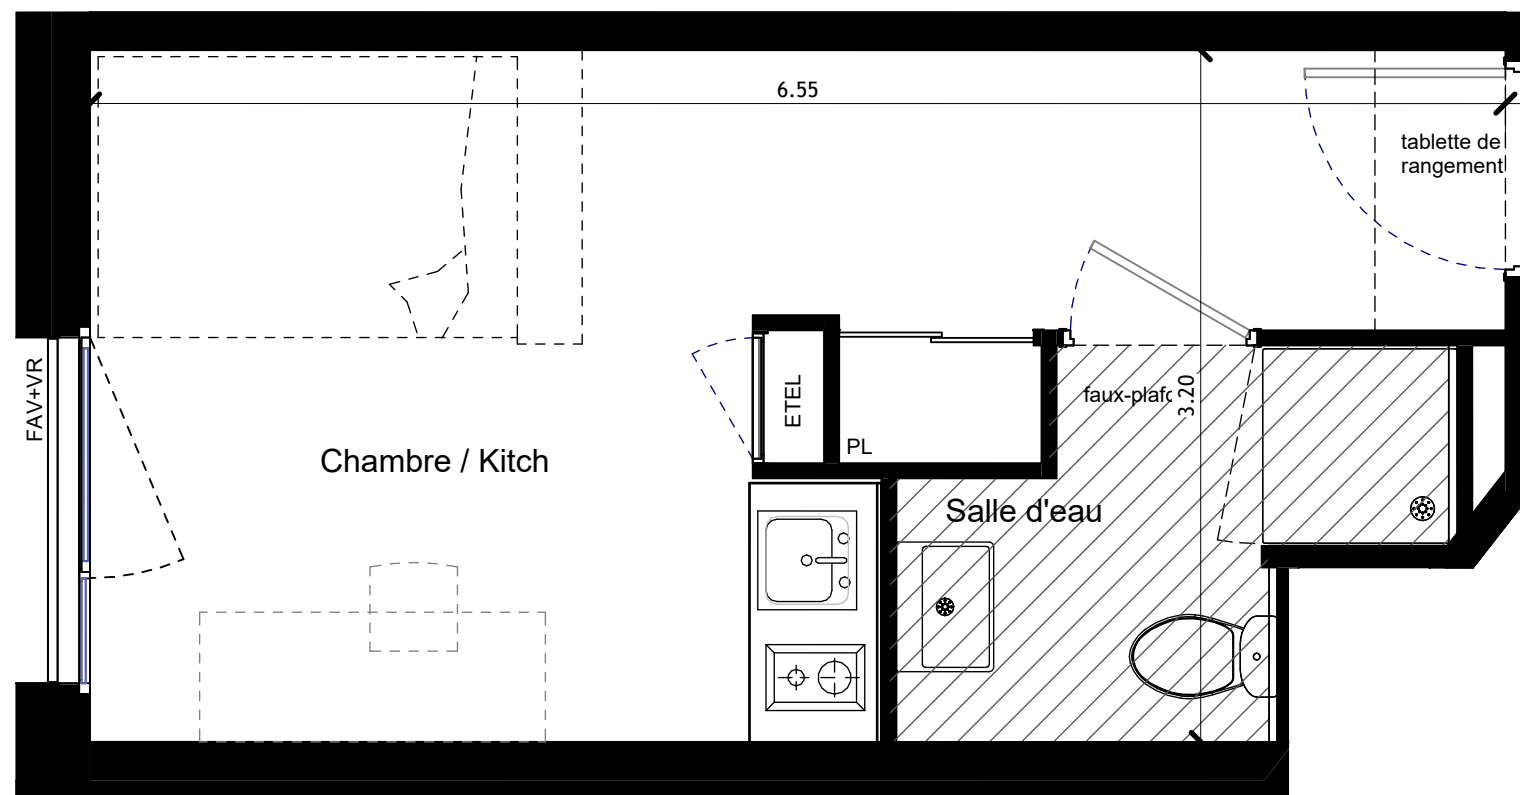 6.55
tablette de
rangement
FAV+VR
ETEL
faux-plafo
3.20
PL
Chambre / Kitch
Salle d'eau